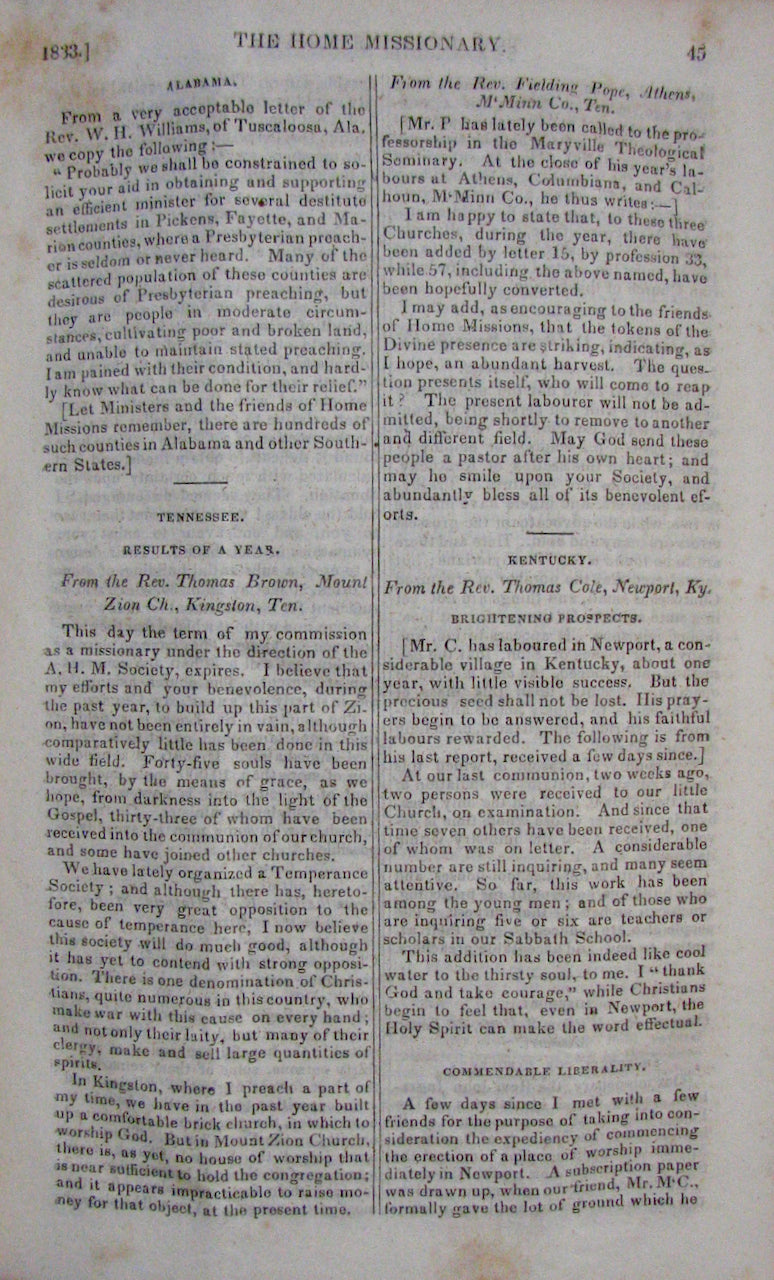 1833.]
THE HOME MISSIONARY.
45
ALABAMA.
From a very acceptable letter of the
Rev. W. H. Williams, of Tuscaloosa, Ala.
we copy the following:—
"Probably we shall be constrained to so-
licit your aid in obtaining and supporting
an efficient minister for several destitute
settlements in Pickens, Fayette, and Ma-
rion counties, where a Presbyterian preach-
er is seldom or never heard. Many of the
scattered population of these counties are
desirous of Presbyterian preaching, but
they are people in moderate circum-
stances, cultivating poor and broken land,
and unable to maintain stated preaching.
I am pained with their condition, and hard-
ly know what can be done for their relief."
[Let Ministers and the friends of Home
Missions remember, there are hundreds of
such counties in Alabama and other South-
ern States.]
TENNESSEE.
RESULTS OF A YEAR.
From the Rev. Thomas Brown, Mount
Zion Ch., Kingston, Ten.
This day the term of my commission
as a missionary under the direction of the
A. H. M. Society, expires. I believe that
my efforts and your benevolence, during
the past year, to build up this part of Zi-
on, have not been entirely in vain, although
comparatively little has been done in this
wide field. Forty-five souls have been
brought, by the means of grace, as we
hope, from darkness into the light of the
Gospel, thirty-three of whom have been
received into the communion of our church,
and some have joined other churches.
We have lately organized a Temperance
Society; and although there has, hereto-
fore, been very great opposition to the
cause of temperance here, I now believe
this society will do much good, although
it has yet to contend with strong opposi-
tion. There is one denomination of Chris-
tians, quite numerous in this country, who
make war with this cause on every hand;
and not only their laity, but many of their
clergy, make and sell large quantities of
spirits.
In Kingston, where I preach a part of
my time, we have in the past year built
up a comfortable brick church, in which to
worship God. But in Mount Zion Church,
there is, as yet, no house of worship that
is near sufficient to hold the congregation;
and it appears impracticable to raise mo-
ney for that object, at the present time.
From the Rev. Fielding Pope, Athens,
M'Minn Co., Ten.
[Mr. P has lately been called to the pro-
fessorship in the Maryville Theological
Seminary. At the close of his year's la-
bours at Athens, Columbiana, and Cal-
houn, M'Minn Co., he thus writes:—]
I am happy to state that, to these three
Churches, during the year, there have
been added by letter 15, by profession 33,
while 57, including the above named, have
been hopefully converted.
I may add, as encouraging to the friends
of Home Missions, that the tokens of the
Divine presence are striking, indicating, as
I hope, an abundant harvest. The ques-
tion presents itself, who will come to reap
it? The present labourer will not be ad-
mitted, being shortly to remove to another
and different field. May God send these
people a pastor after his own heart; and
may he smile upon your Society, and
abundantly bless all of its benevolent ef-
orts.
KENTUCKY.
From the Rev. Thomas Cole, Newport, Ky.
BRIGHTENING PROSPECTS.
[Mr. C. has laboured in Newport, a con-
siderable village in Kentucky, about one
year, with little visible success. But the
precious seed shall not be lost. His pray-
ers begin to be answered, and his faithful
labours rewarded. The following is from
his last report, received a few days since.]
At our last communion, two weeks ago,
two persons were received to our little
Church, on examination. And since that
time seven others have been received, one
of whom was on letter. A considerable
number are still inquiring, and many seem
attentive. So far, this work has been
among the young men; and of those who
are inquiring five or six are teachers or
scholars in our Sabbath School.
This addition has been indeed like cool
water to the thirsty soul, to me. I "thank
God and take courage," while Christians
begin to feel that, even in Newport, the
Holy Spirit can make the word effectual.
COMMENDABLE LIBERALITY.
A few days since I met with a few
friends for the purpose of taking into con-
sideration the expediency of commencing
the erection of a place of worship imme-
diately in Newport. A subscription paper
was drawn up, when our friend, Mr. M'C.,
formally gave the lot of ground which he